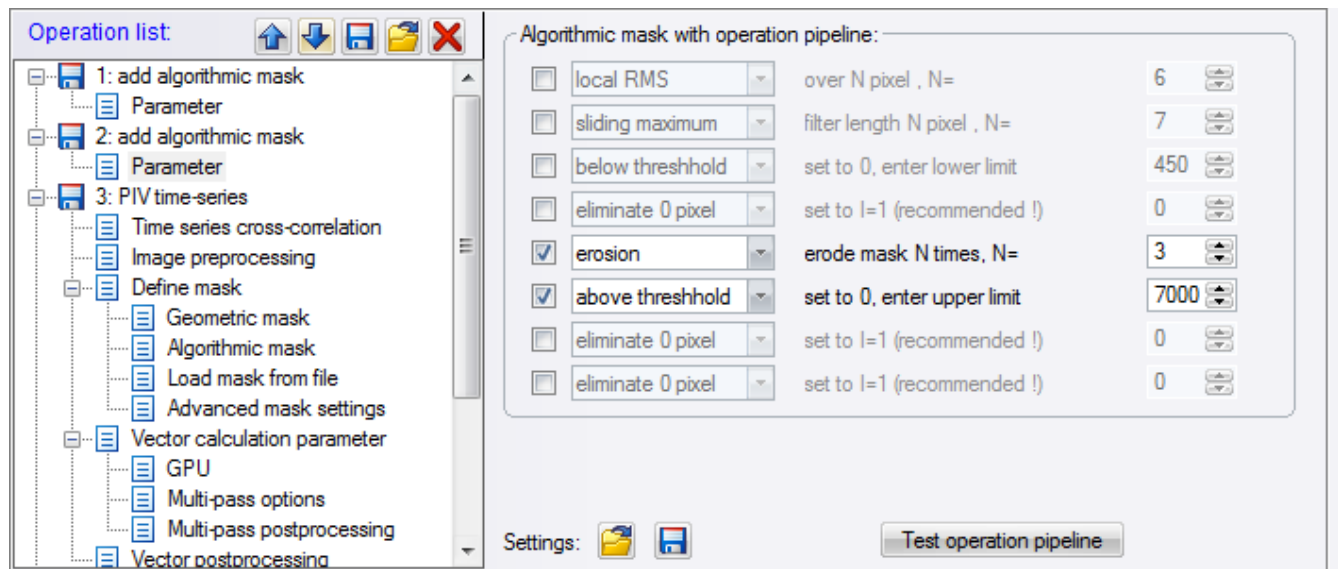 Operation list:
1: add algorithmic mask
Parameter
2: add algorithmic mask
Parameter
3: PIV time-series
Time series cross-correlation
Image preprocessing
Define mask
Geometric mask
Algorithmic mask
Load mask from file
Advanced mask settings
Vector calculation parameter
GPU
Multi-pass options
Multi-pass postprocessing
Vector postprocessing
Algorithmic mask with operation pipeline:
local RMS over N pixel , N= 6
sliding maximum filter length N pixel , N= 7
below threshhold set to 0, enter lower limit 450
eliminate 0 pixel set to I=1 (recommended !) 0
erosion erode mask N times, N= 3
above threshhold set to 0, enter upper limit 7000
eliminate 0 pixel set to I=1 (recommended !) 0
eliminate 0 pixel set to I=1 (recommended !) 0
Settings: Test operation pipeline